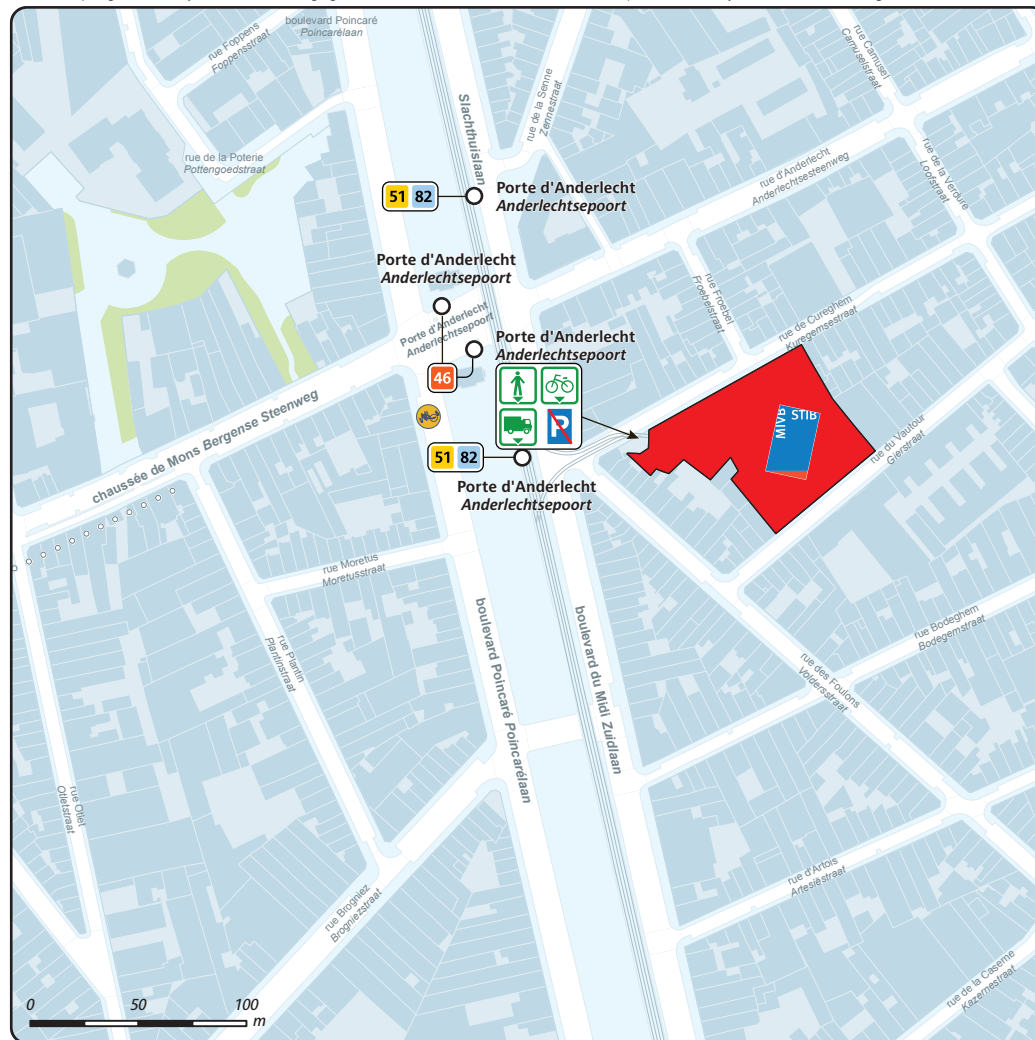 boulevard Poincaré
Poincarélaan
rue Foppens
Foppensstraat
rue Camusel
Camuselstraat
Slachthuislaan
rue de la Senne
Zennestraat
rue de la Poterie
Pottengoedstraat
rue d'Anderlecht
Anderlechtsesteenweg
rue de la Verdure
Loofstraat
51 82
Porte d'Anderlecht
Anderlechtsepoort
Porte d'Anderlecht
Anderlechtsepoort
rue Froebel
Froebelstraat
rue de Cureghem
Kuregemsestraat
Porte d'Anderlecht
Anderlechtsepoort
Porte d'Anderlecht
Anderlechtsepoort
46
P
MIVB STIB
rue du Vautour
Gierstraat
chaussée de Mons Bergense Steenweg
51 82
Porte d'Anderlecht
Anderlechtsepoort
rue Moretus
Moretusstraat
rue Plantin
Plantinstraat
boulevard Poincaré Poincarélaan
boulevard du Midi Zuidlaan
rue Bodeghem
Bodegemstraat
rue des Foulons
Voldersstraat
rue Otlet
Otletstraat
rue Brogniez
Brogniezstraat
rue d'Artois
Artesiëstraat
rue de la Caserne
Kazernestraat
0 50 100
m